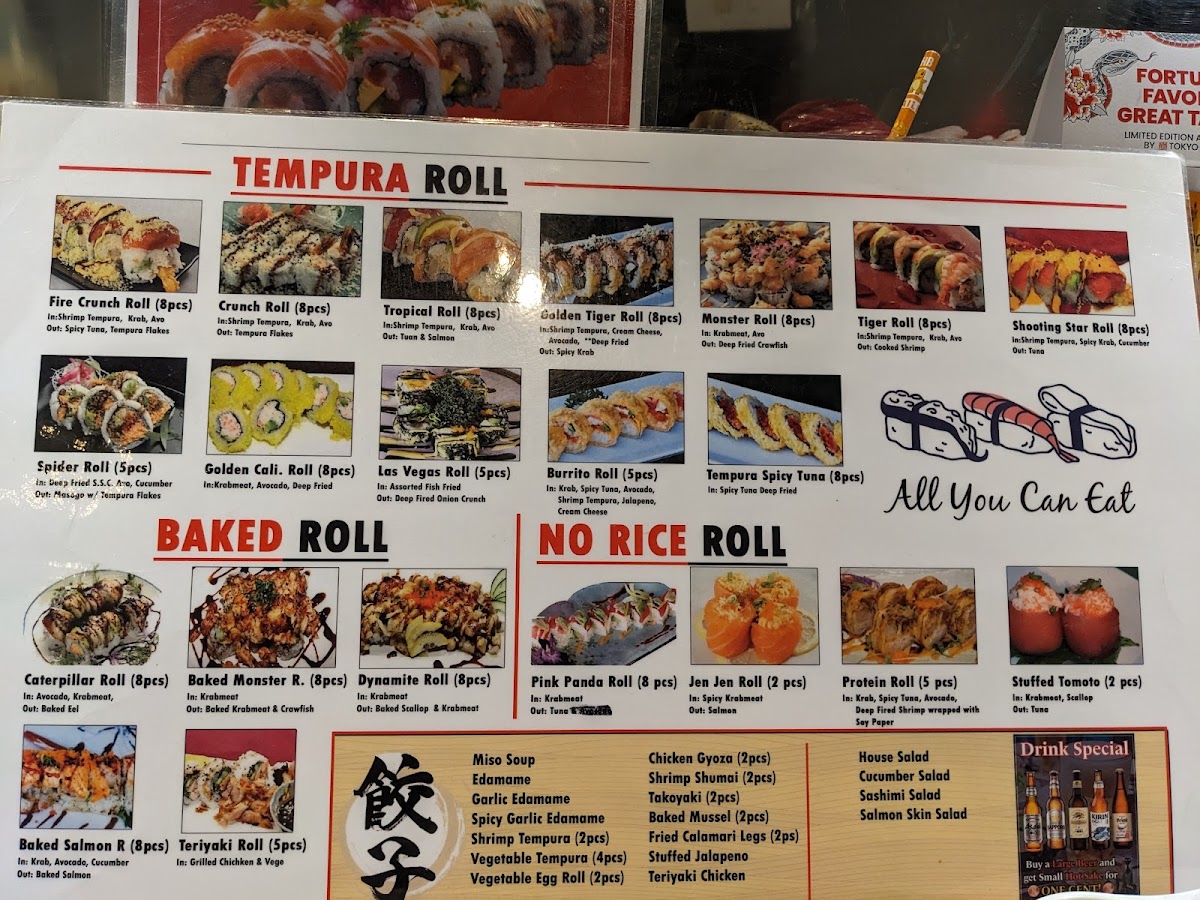 FORTU
FAVO
GREAT TA
LIMITED EDITION A
BY TOKYO
TEMPURA ROLL
Fire Crunch Roll (8pcs)
In:Shrimp Tempura, Krab, Avo
Out: Spicy Tuna, Tempura Flakes
Crunch Roll (8pcs)
In:Shrimp Tempura, Krab, Avo
Out: Tempura Flakes
Tropical Roll (8pcs)
In:Shrimp Tempura, Krab, Avo
Out: Tuan & Salmon
Golden Tiger Roll (8pcs)
In:Shrimp Tempura, Cream Cheese,
Avocado, **Deep Fried
Out: Spicy Krab
Monster Roll (8pcs)
In: Krabmeat, Avo
Out: Deep Fried Crawfish
Tiger Roll (8pcs)
In:Shrimp Tempura, Krab, Avo
Out: Cooked Shrimp
Shooting Star Roll (8pcs)
In:Shrimp Tempura, Spicy Krab, Cucumber
Out: Tuna
Spider Roll (5pcs)
In: Deep Fried S.S.C. Avo, Cucumber
Out: Masago w/ Tempura Flakes
Golden Cali. Roll (8pcs)
In:Krabmeat, Avocado, Deep Fried
Las Vegas Roll (5pcs)
In: Assorted Fish Fried
Out: Deep Fired Onion Crunch
Burrito Roll (5pcs)
In: Krab, Spicy Tuna, Avocado,
Shrimp Tempura, Jalapeno,
Cream Cheese
Tempura Spicy Tuna (8pcs)
In: Spicy Tuna Deep Fried
All You Can Eat
BAKED ROLL
Caterpillar Roll (8pcs)
In: Avocado, Krabmeat,
Out: Baked Eel
Baked Monster R. (8pcs)
In: Krabmeat
Out: Baked Krabmeat & Crawfish
Dynamite Roll (8pcs)
In: Krabmeat
Out: Baked Scallop & Krabmeat
Baked Salmon R (8pcs)
In: Krab, Avocado, Cucumber
Out: Baked Salmon
Teriyaki Roll (5pcs)
In: Grilled Chichken & Vege
NO RICE ROLL
Pink Panda Roll (8 pcs)
In: Krabmeat
Out: Tuna
Jen Jen Roll (2 pcs)
In: Spicy Krabmeat
Out: Salmon
Protein Roll (5 pcs)
In: Krab, Spicy Tuna, Avocado,
Deep Fired Shrimp wrapped with
Soy Paper
Stuffed Tomoto (2 pcs)
In: Krabmeat, Scallop
Out: Tuna
餃子
Miso Soup
Edamame
Garlic Edamame
Spicy Garlic Edamame
Shrimp Tempura (2pcs)
Vegetable Tempura (4pcs)
Vegetable Egg Roll (2pcs)
Chicken Gyoza (2pcs)
Shrimp Shumai (2pcs)
Takoyaki (2pcs)
Baked Mussel (2pcs)
Fried Calamari Legs (2ps)
Stuffed Jalapeno
Teriyaki Chicken
House Salad
Cucumber Salad
Sashimi Salad
Salmon Skin Salad
Drink Special
Asahi
SAPPORO
KIRIN
Buy a Large Beer and
get Small Hot Sake for
ONE CENT!